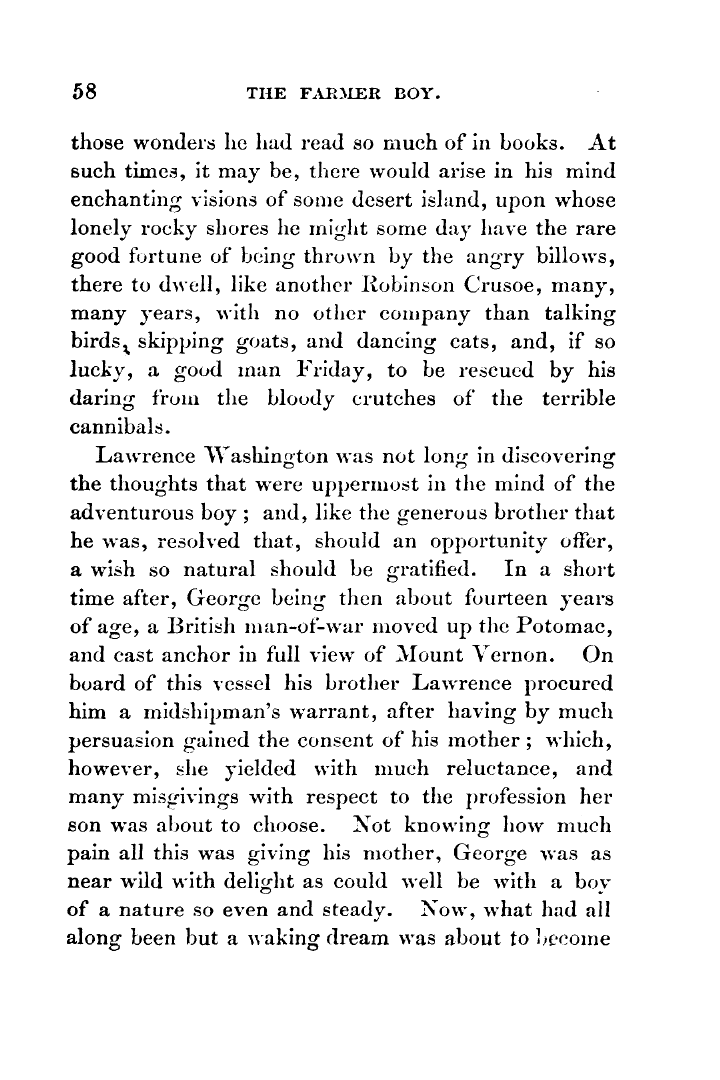 58 THE FARMER BOY.
those wonders he had read so much of in books. At
such times, it may be, there would arise in his mind
enchanting visions of some desert island, upon whose
lonely rocky shores he might some day have the rare
good fortune of being thrown by the angry billows,
there to dwell, like another Robinson Crusoe, many,
many years, with no other company than talking
birds, skipping goats, and dancing cats, and, if so
lucky, a good man Friday, to be rescued by his
daring from the bloody crutches of the terrible
cannibals.
Lawrence Washington was not long in discovering
the thoughts that were uppermost in the mind of the
adventurous boy ; and, like the generous brother that
he was, resolved that, should an opportunity offer,
a wish so natural should be gratified. In a short
time after, George being then about fourteen years
of age, a British man-of-war moved up the Potomac,
and cast anchor in full view of Mount Vernon. On
board of this vessel his brother Lawrence procured
him a midshipman's warrant, after having by much
persuasion gained the consent of his mother ; which,
however, she yielded with much reluctance, and
many misgivings with respect to the profession her
son was about to choose. Not knowing how much
pain all this was giving his mother, George was as
near wild with delight as could well be with a boy
of a nature so even and steady. Now, what had all
along been but a waking dream was about to become